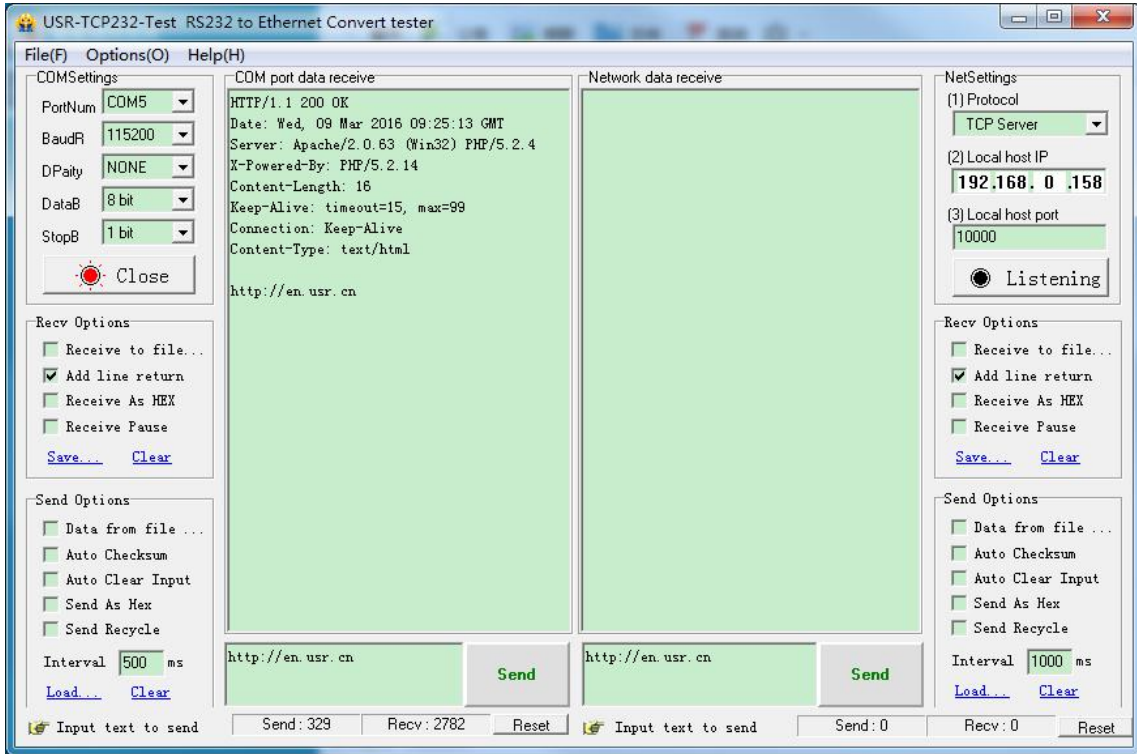 USR-TCP232-Test RS232 to Ethernet Convert tester
File(F) Options(O) Help(H)
COMSettings
PortNum COM5
BaudR 115200
DPaity NONE
DataB 8 bit
StopB 1 bit
Close
Recv Options
Receive to file...
Add line return
Receive As HEX
Receive Pause
Save... Clear
Send Options
Data from file ...
Auto Checksum
Auto Clear Input
Send As Hex
Send Recycle
Interval 500 ms
Load... Clear
Input text to send
COM port data receive
HTTP/1.1 200 OK
Date: Wed, 09 Mar 2016 09:25:13 GMT
Server: Apache/2.0.63 (Win32) PHP/5.2.4
X-Powered-By: PHP/5.2.14
Content-Length: 16
Keep-Alive: timeout=15, max=99
Connection: Keep-Alive
Content-Type: text/html
http://en.usr.cn
http://en.usr.cn
Send
Send : 329 Recv : 2782 Reset
Network data receive
http://en.usr.cn
Send
Input text to send
Send : 0 Recv : 0 Reset
NetSettings
(1) Protocol
TCP Server
(2) Local host IP
192.168. 0 .158
(3) Local host port
10000
Listening
Recv Options
Receive to file...
Add line return
Receive As HEX
Receive Pause
Save... Clear
Send Options
Data from file ...
Auto Checksum
Auto Clear Input
Send As Hex
Send Recycle
Interval 1000 ms
Load... Clear